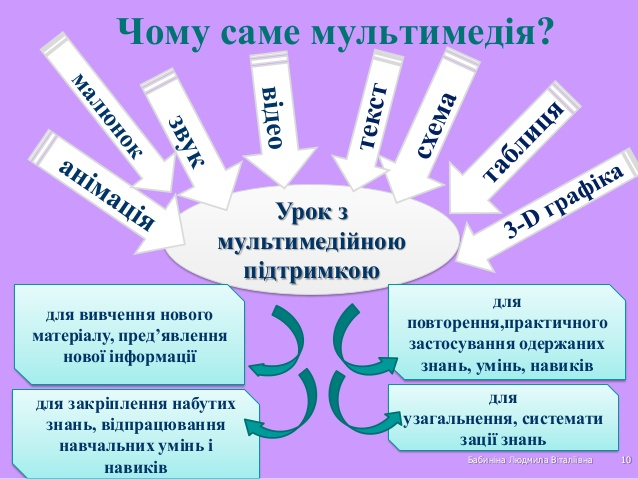 Чому саме мультимедія?
анімація
малюнок
звук
відео
текст
схема
таблиця
3-D графіка
Урок з
мультимедійною
підтримкою
для вивчення нового
матеріалу, пред’явлення
нової інформації
для
повторення,практичного
застосування одержаних
знань, умінь, навиків
для закріплення набутих
знань, відпрацювання
навчальних умінь і
навиків
для
узагальнення, системати
зації знань
Бабиніна Людмила Віталіївна 10